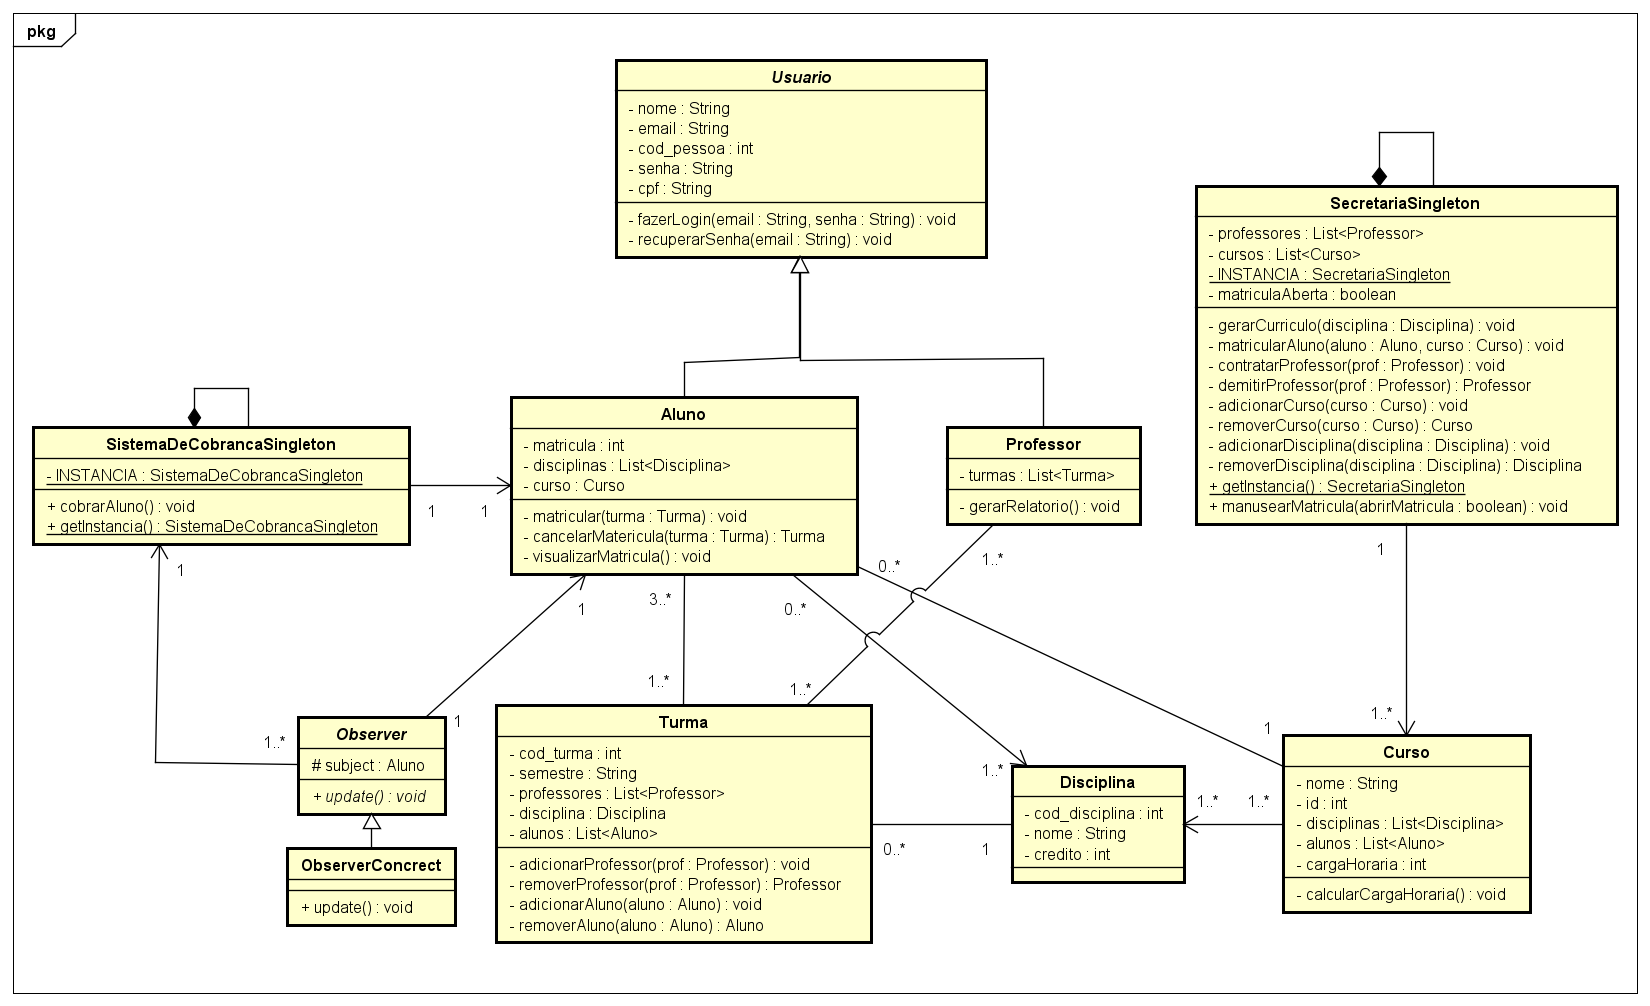 pkg
Usuario
- nome : String
- email : String
- cod_pessoa : int
- senha : String
- cpf : String
- fazerLogin(email : String, senha : String) : void
- recuperarSenha(email : String) : void
SecretariaSingleton
- professores : List<Professor>
- cursos : List<Curso>
- INSTANCIA : SecretariaSingleton
- matriculaAberta : boolean
- gerarCurriculo(disciplina : Disciplina) : void
- matricularAluno(aluno : Aluno, curso : Curso) : void
- contratarProfessor(prof : Professor) : void
- demitirProfessor(prof : Professor) : Professor
- adicionarCurso(curso : Curso) : void
- removerCurso(curso : Curso) : Curso
- adicionarDisciplina(disciplina : Disciplina) : void
- removerDisciplina(disciplina : Disciplina) : Disciplina
+ getInstancia() : SecretariaSingleton
+ manusearMatricula(abrirMatricula : boolean) : void
SistemaDeCobrancaSingleton
- INSTANCIA : SistemaDeCobrancaSingleton
+ cobrarAluno() : void
+ getInstancia() : SistemaDeCobrancaSingleton
1
1
Aluno
- matricula : int
- disciplinas : List<Disciplina>
- curso : Curso
- matricular(turma : Turma) : void
- cancelarMatericula(turma : Turma) : Turma
- visualizarMatricula() : void
Professor
- turmas : List<Turma>
- gerarRelatorio() : void
1
1
3..*
0..*
0..*
1..*
1
1..*
1
1..*
1..*
1..*
1
1..*
Observer
# subject : Aluno
+ update() : void
ObserverConcrect
+ update() : void
Turma
- cod_turma : int
- semestre : String
- professores : List<Professor>
- disciplina : Disciplina
- alunos : List<Aluno>
- adicionarProfessor(prof : Professor) : void
- removerProfessor(prof : Professor) : Professor
- adicionarAluno(aluno : Aluno) : void
- removerAluno(aluno : Aluno) : Aluno
0..*
1
Disciplina
- cod_disciplina : int
- nome : String
- credito : int
1..*
1..*
Curso
- nome : String
- id : int
- disciplinas : List<Disciplina>
- alunos : List<Aluno>
- cargaHoraria : int
- calcularCargaHoraria() : void